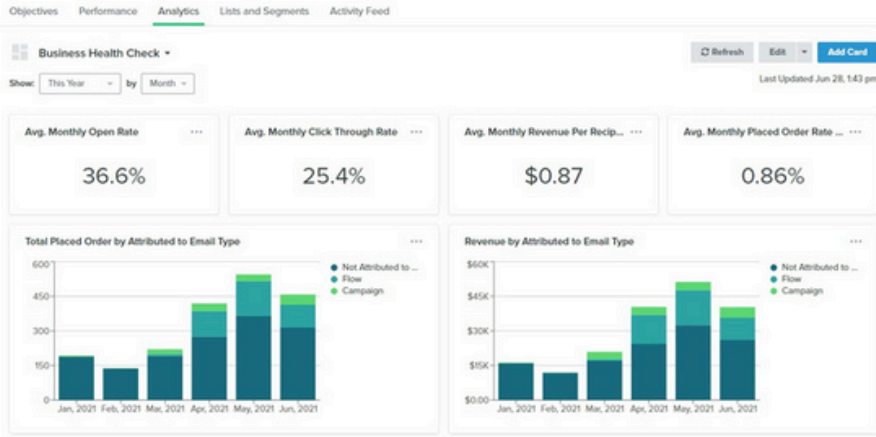 Objectives Performance Analytics Lists and Segments Activity Feed
Business Health Check
Refresh Edit Add Card
Show: This Year by Month
Last Updated Jun 28, 1:43 pm
Avg. Monthly Open Rate ...
Avg. Monthly Click Through Rate ...
Avg. Monthly Revenue Per Recip... ...
Avg. Monthly Placed Order Rate ... ...
36.6%
25.4%
$0.87
0.86%
Total Placed Order by Attributed to Email Type ...
600
450
300
150
0
Jan, 2021 Feb, 2021 Mar, 2021 Apr, 2021 May, 2021 Jun, 2021
Not Attributed to ...
Flow
Campaign
Revenue by Attributed to Email Type ...
$60K
$45K
$30K
$15K
$0.00
Jan, 2021 Feb, 2021 Mar, 2021 Apr, 2021 May, 2021 Jun, 2021
Not Attributed to ...
Flow
Campaign